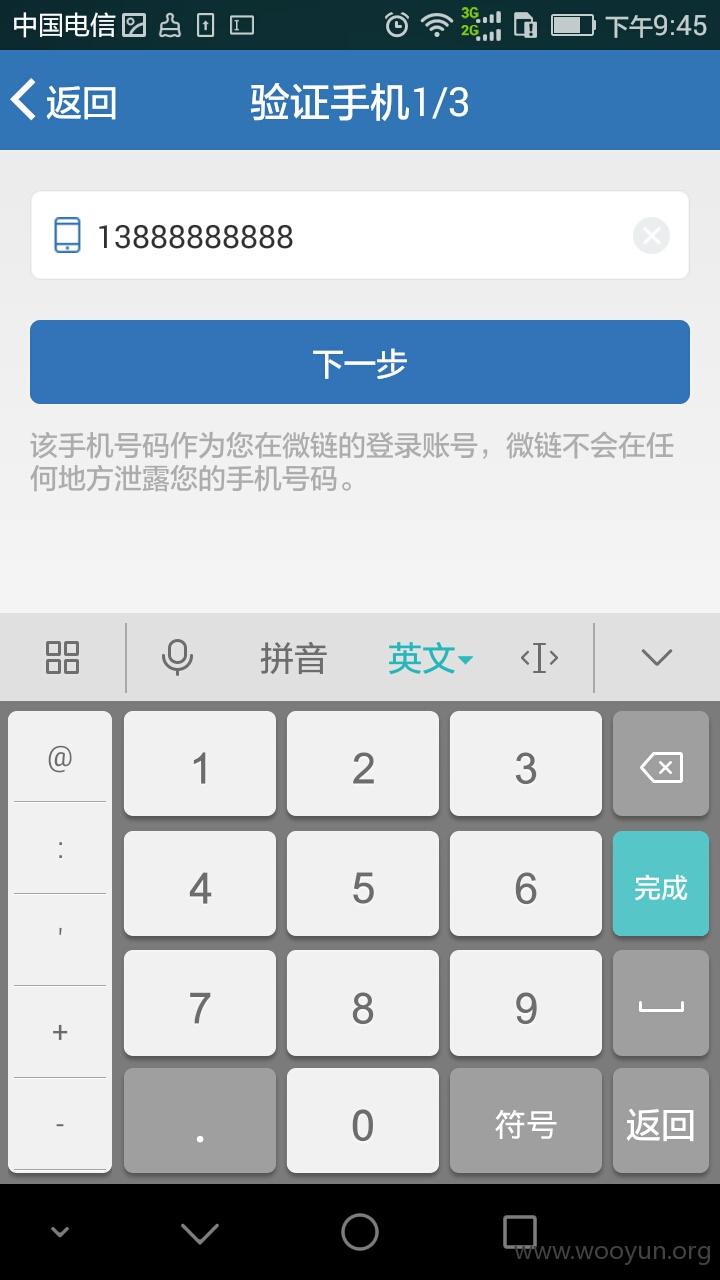 中国电信 3G 2G 下午9:45
返回 验证手机1/3
13888888888
下一步
该手机号码作为您在微链的登录账号，微链不会在任
何地方泄露您的手机号码。
拼音 英文
@ 1 2 3
: 4 5 6 完成
' 7 8 9
+
- . 0 符号 返回
www.wooyun.org